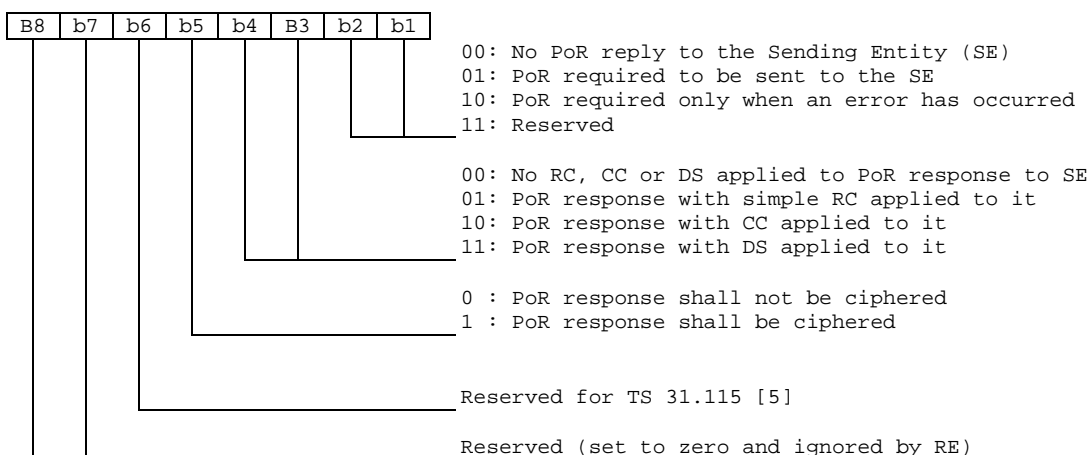 B8 b7 b6 b5 b4 B3 b2 b1
00: No PoR reply to the Sending Entity (SE)
01: PoR required to be sent to the SE
10: PoR required only when an error has occurred
11: Reserved
00: No RC, CC or DS applied to PoR response to SE
01: PoR response with simple RC applied to it
10: PoR response with CC applied to it
11: PoR response with DS applied to it
0 : PoR response shall not be ciphered
1 : PoR response shall be ciphered
Reserved for TS 31.115 [5]
Reserved (set to zero and ignored by RE)